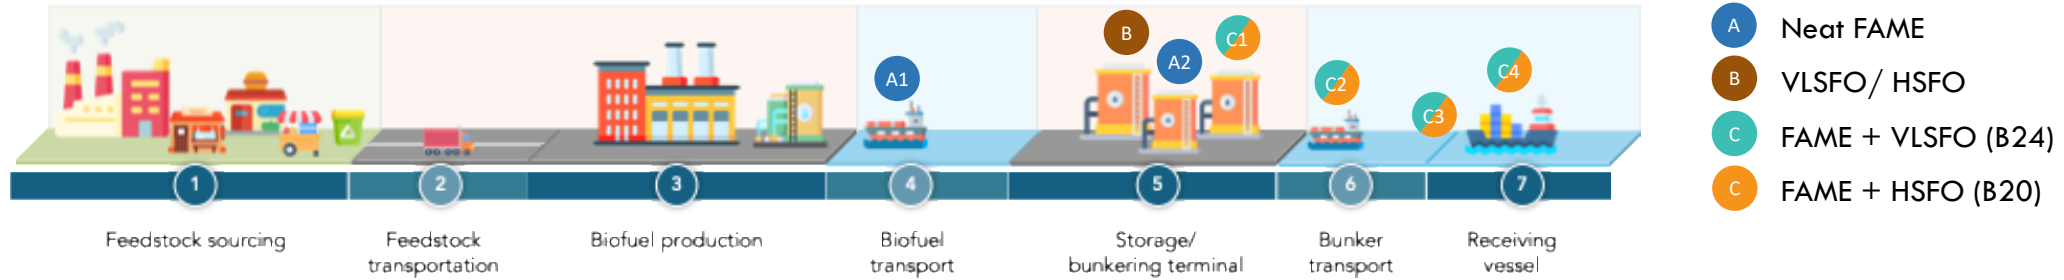 B
A2
C1
A1
C2
C3
C4
1
2
3
4
5
6
7
Feedstock sourcing
Feedstock
transportation
Biofuel production
Biofuel
transport
Storage/
bunkering terminal
Bunker
transport
Receiving
vessel
A Neat FAME
B VLSFO/ HSFO
C FAME + VLSFO (B24)
C FAME + HSFO (B20)